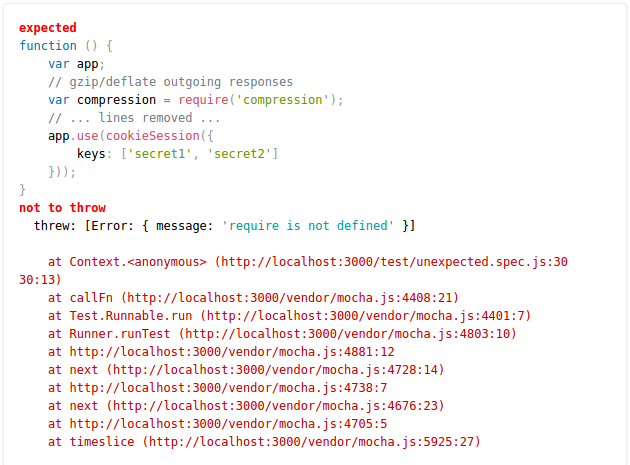 expected
function () {
    var app;
    // gzip/deflate outgoing responses
    var compression = require('compression');
    // ... lines removed ...
    app.use(cookieSession({
        keys: ['secret1', 'secret2']
    }));
}
not to throw
  threw: [Error: { message: 'require is not defined' }]

    at Context.<anonymous> (http://localhost:3000/test/unexpected.spec.js:30
30:13)
    at callFn (http://localhost:3000/vendor/mocha.js:4408:21)
    at Test.Runnable.run (http://localhost:3000/vendor/mocha.js:4401:7)
    at Runner.runTest (http://localhost:3000/vendor/mocha.js:4803:10)
    at http://localhost:3000/vendor/mocha.js:4881:12
    at next (http://localhost:3000/vendor/mocha.js:4728:14)
    at http://localhost:3000/vendor/mocha.js:4738:7
    at next (http://localhost:3000/vendor/mocha.js:4676:23)
    at http://localhost:3000/vendor/mocha.js:4705:5
    at timeslice (http://localhost:3000/vendor/mocha.js:5925:27)